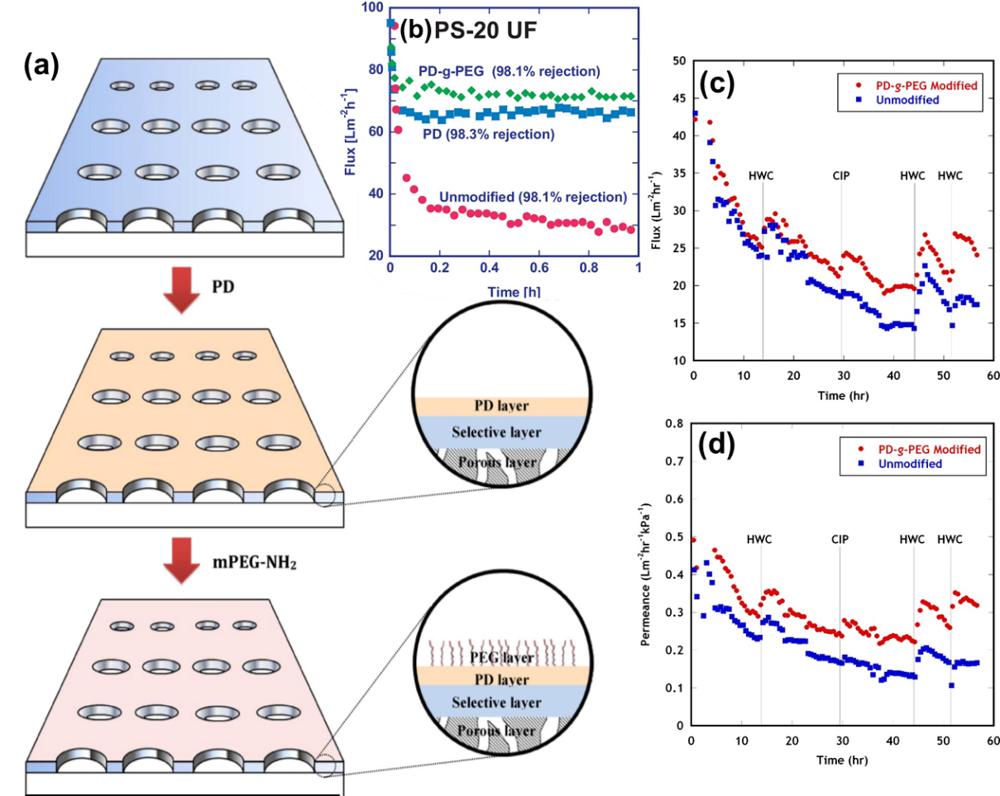 (a)
PD
mPEG-NH₂
PD layer
Selective layer
Porous layer
PEG layer
PD layer
Selective layer
Porous layer
(b) PS-20 UF
100
80
60
40
20
Flux [Lm⁻²h⁻¹]
PD-g-PEG (98.1% rejection)
PD (98.3% rejection)
Unmodified (98.1% rejection)
0 0.2 0.4 0.6 0.8 1
Time [h]
(c)
PD-g-PEG Modified
Unmodified
50
45
40
35
30
25
20
15
10
Flux (Lm⁻²hr⁻¹)
HWC CIP HWC HWC
0 10 20 30 40 50 60
Time (hr)
(d)
PD-g-PEG Modified
Unmodified
0.8
0.7
0.6
0.5
0.4
0.3
0.2
0.1
0
Permeance (Lm⁻²hr⁻¹kPa⁻¹)
HWC CIP HWC HWC
0 10 20 30 40 50 60
Time (hr)